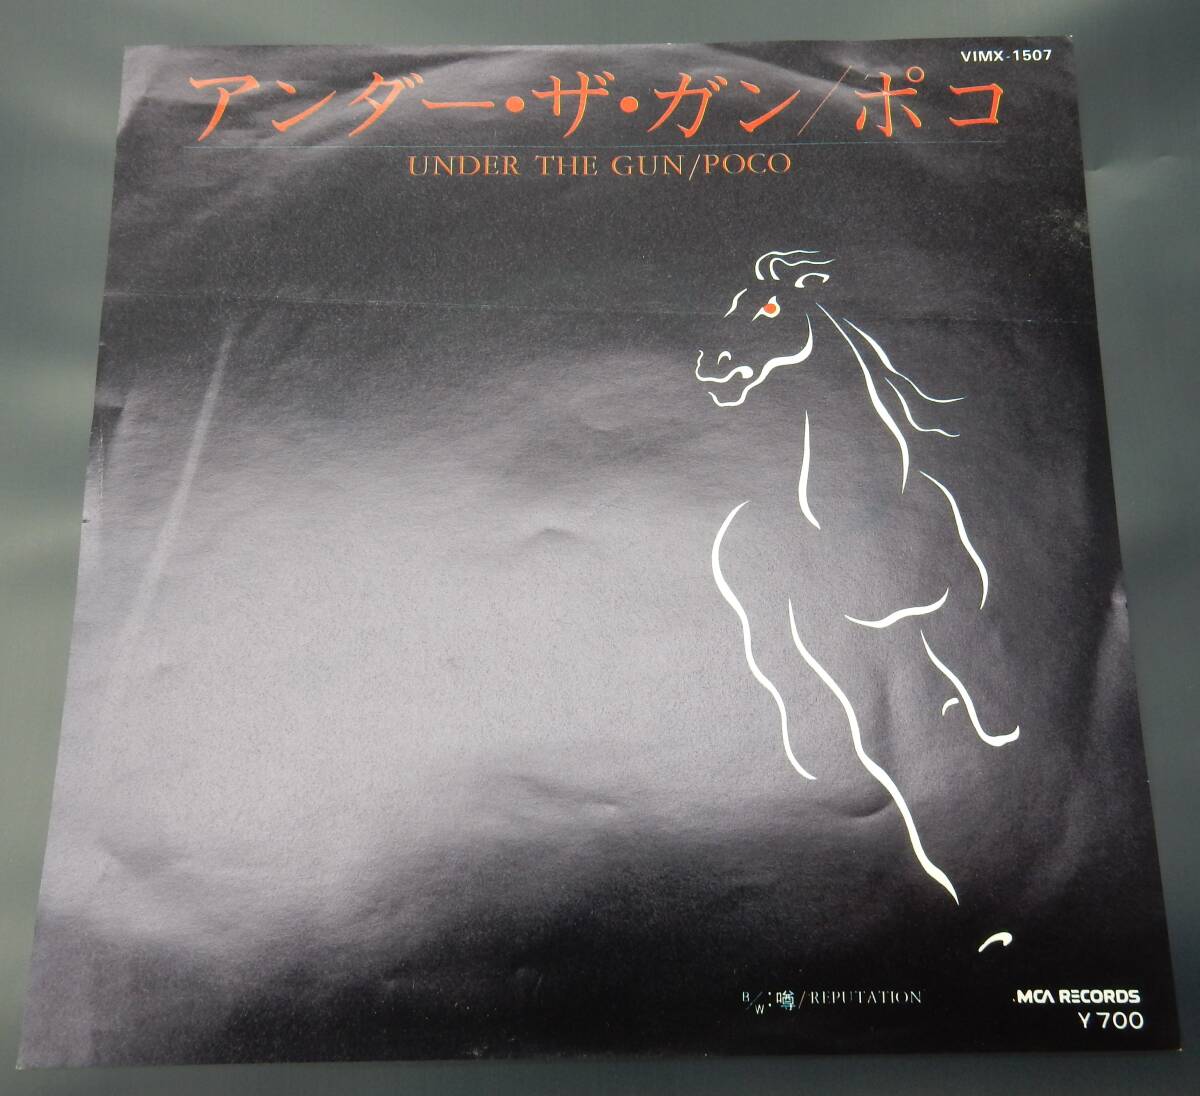 VIMX-1507
アンダー・ザ・ガン/ポコ
UNDER THE GUN/POCO
B/W:噂/REPUTATION
MCA RECORDS
¥700